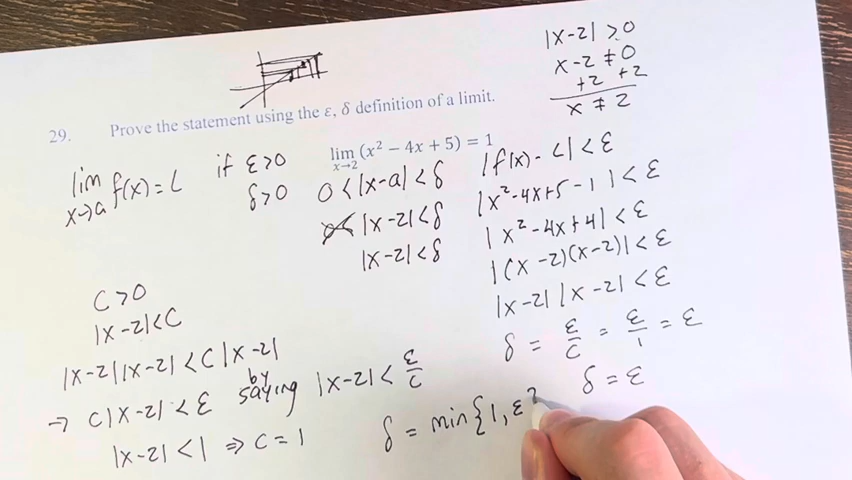 29. Prove the statement using the ε, δ definition of a limit.
lim x→2 (x² − 4x + 5) = 1
|x-2| > 0
x-2 ≠ 0
+2 +2
x ≠ 2
lim x→a f(x) = L if ε>0
δ>0
0 < |x-a| < δ
|x-2| < δ
|x-2| < δ
|f(x) - L| < ε
|x²-4x+5 -1| < ε
|x²-4x+4| < ε
|(x-2)(x-2)| < ε
|x-2| |x-2| < ε
δ = ε/C = ε/1 = ε
δ = ε
C > 0
|x-2| < C
|x-2||x-2| < C|x-2|
→ C|x-2| < ε by saying |x-2| < ε/C
|x-2| < 1 ⇒ C = 1
δ = min{1, ε